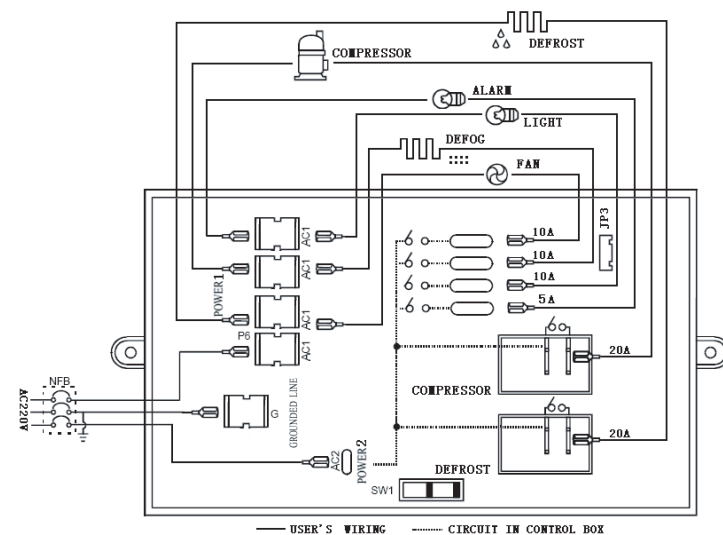 DEFROST
COMPRESSOR
ALARM
LIGHT
DEFOG
FAN
AC1
10A
JP3
10A
AC1
POWER1
10A
5A
AC1
P6
AC1
20A
NFB
COMPRESSOR
AC220V
G
GROUNDED LINE
20A
AC2
POWER2
DEFROST
SW1
USER'S WIRING
CIRCUIT IN CONTROL BOX